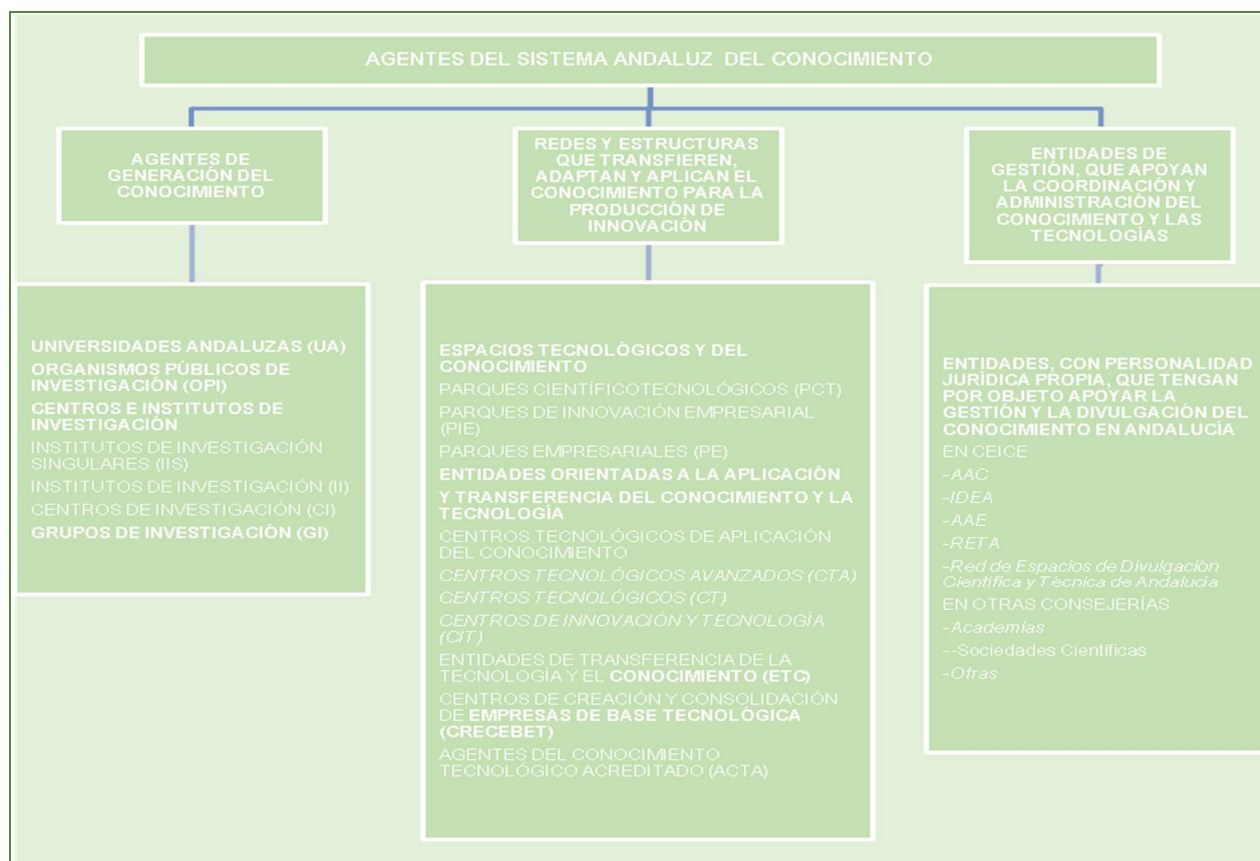 AGENTES DEL SISTEMA ANDALUZ DEL CONOCIMIENTO
AGENTES DE
GENERACIÓN DEL
CONOCIMIENTO
REDES Y ESTRUCTURAS
QUE TRANSFIEREN,
ADAPTAN Y APLICAN EL
CONOCIMIENTO PARA LA
PRODUCCIÓN DE
INNOVACIÓN
ENTIDADES DE
GESTIÓN, QUE APOYAN
LA COORDINACIÓN Y
ADMINISTRACIÓN DEL
CONOCIMIENTO Y LAS
TECNOLOGÍAS
UNIVERSIDADES ANDALUZAS (UA)
ORGANISMOS PÚBLICOS DE
INVESTIGACIÓN (OPI)
CENTROS E INSTITUTOS DE
INVESTIGACIÓN
INSTITUTOS DE INVESTIGACIÓN
SINGULARES (IIS)
INSTITUTOS DE INVESTIGACIÓN (II)
CENTROS DE INVESTIGACIÓN (CI)
GRUPOS DE INVESTIGACIÓN (GI)
ESPACIOS TECNOLÓGICOS Y DEL
CONOCIMIENTO
PARQUES CIENTÍFICOTECNOLÓGICOS (PCT)
PARQUES DE INNOVACIÓN EMPRESARIAL
(PIE)
PARQUES EMPRESARIALES (PE)
ENTIDADES ORIENTADAS A LA APLICACIÓN
Y TRANSFERENCIA DEL CONOCIMIENTO Y LA
TECNOLOGÍA
CENTROS TECNOLÓGICOS DE APLICACIÓN
DEL CONOCIMIENTO
CENTROS TECNOLÓGICOS AVANZADOS (CTA)
CENTROS TECNOLÓGICOS (CT)
CENTROS DE INNOVACIÓN Y TECNOLOGÍA
(CIT)
ENTIDADES DE TRANSFERENCIA DE LA
TECNOLOGÍA Y EL CONOCIMIENTO (ETC)
CENTROS DE CREACIÓN Y CONSOLIDACIÓN
DE EMPRESAS DE BASE TECNOLÓGICA
(CRECEBET)
AGENTES DEL CONOCIMIENTO
TECNOLÓGICO ACREDITADO (ACTA)
ENTIDADES, CON PERSONALIDAD
JURÍDICA PROPIA, QUE TENGAN
POR OBJETO APOYAR LA
GESTIÓN Y LA DIVULGACIÓN DEL
CONOCIMIENTO EN ANDALUCÍA
EN CEICE
-AAC
-IDEA
-AAE
-RETA
-Red de Espacios de Divulgación
Científica y Técnica de Andalucía
EN OTRAS CONSEJERÍAS
-Academías
--Sociedades Científicas
-Otras